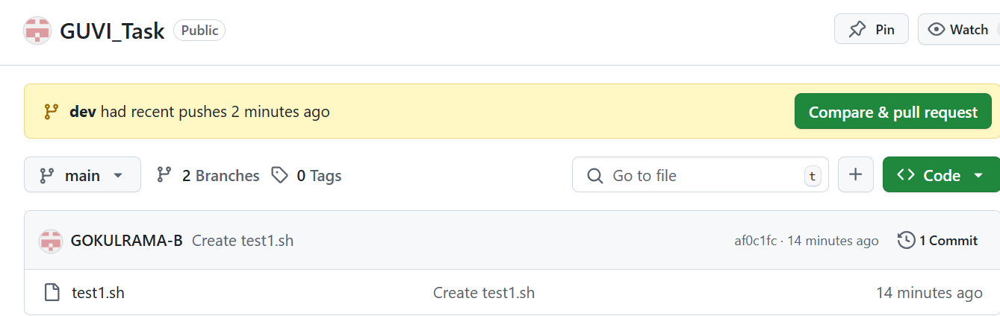 GUVI_Task Public Pin Watch
dev had recent pushes 2 minutes ago Compare & pull request
main 2 Branches 0 Tags Go to file t + <> Code
GOKULRAMA-B Create test1.sh af0c1fc · 14 minutes ago 1 Commit
test1.sh Create test1.sh 14 minutes ago